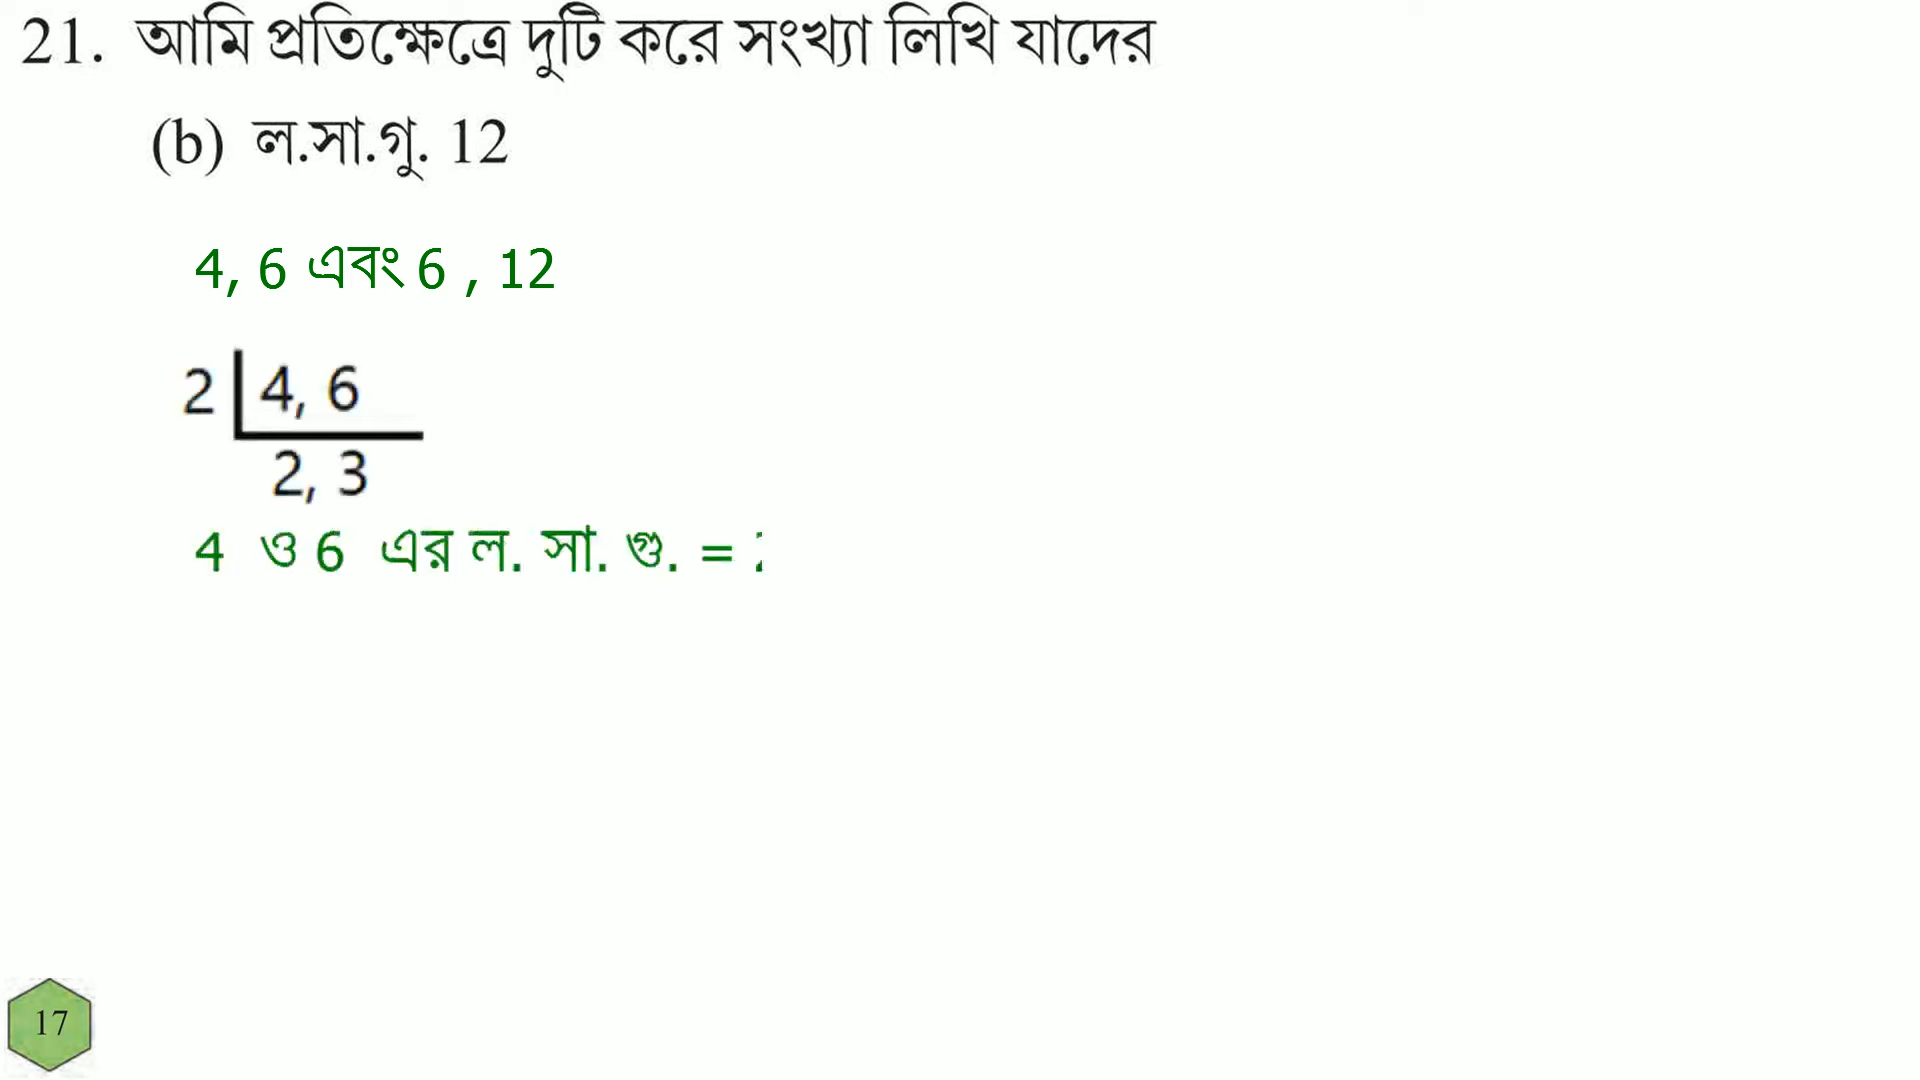 21. আমি প্রতিক্ষেত্রে দুটি করে সংখ্যা লিখি যাদের
(b) ল.সা.গু. 12
4, 6 এবং 6 , 12
2 4, 6
2, 3
4 ও 6 এর ল. সা. গু. =
17